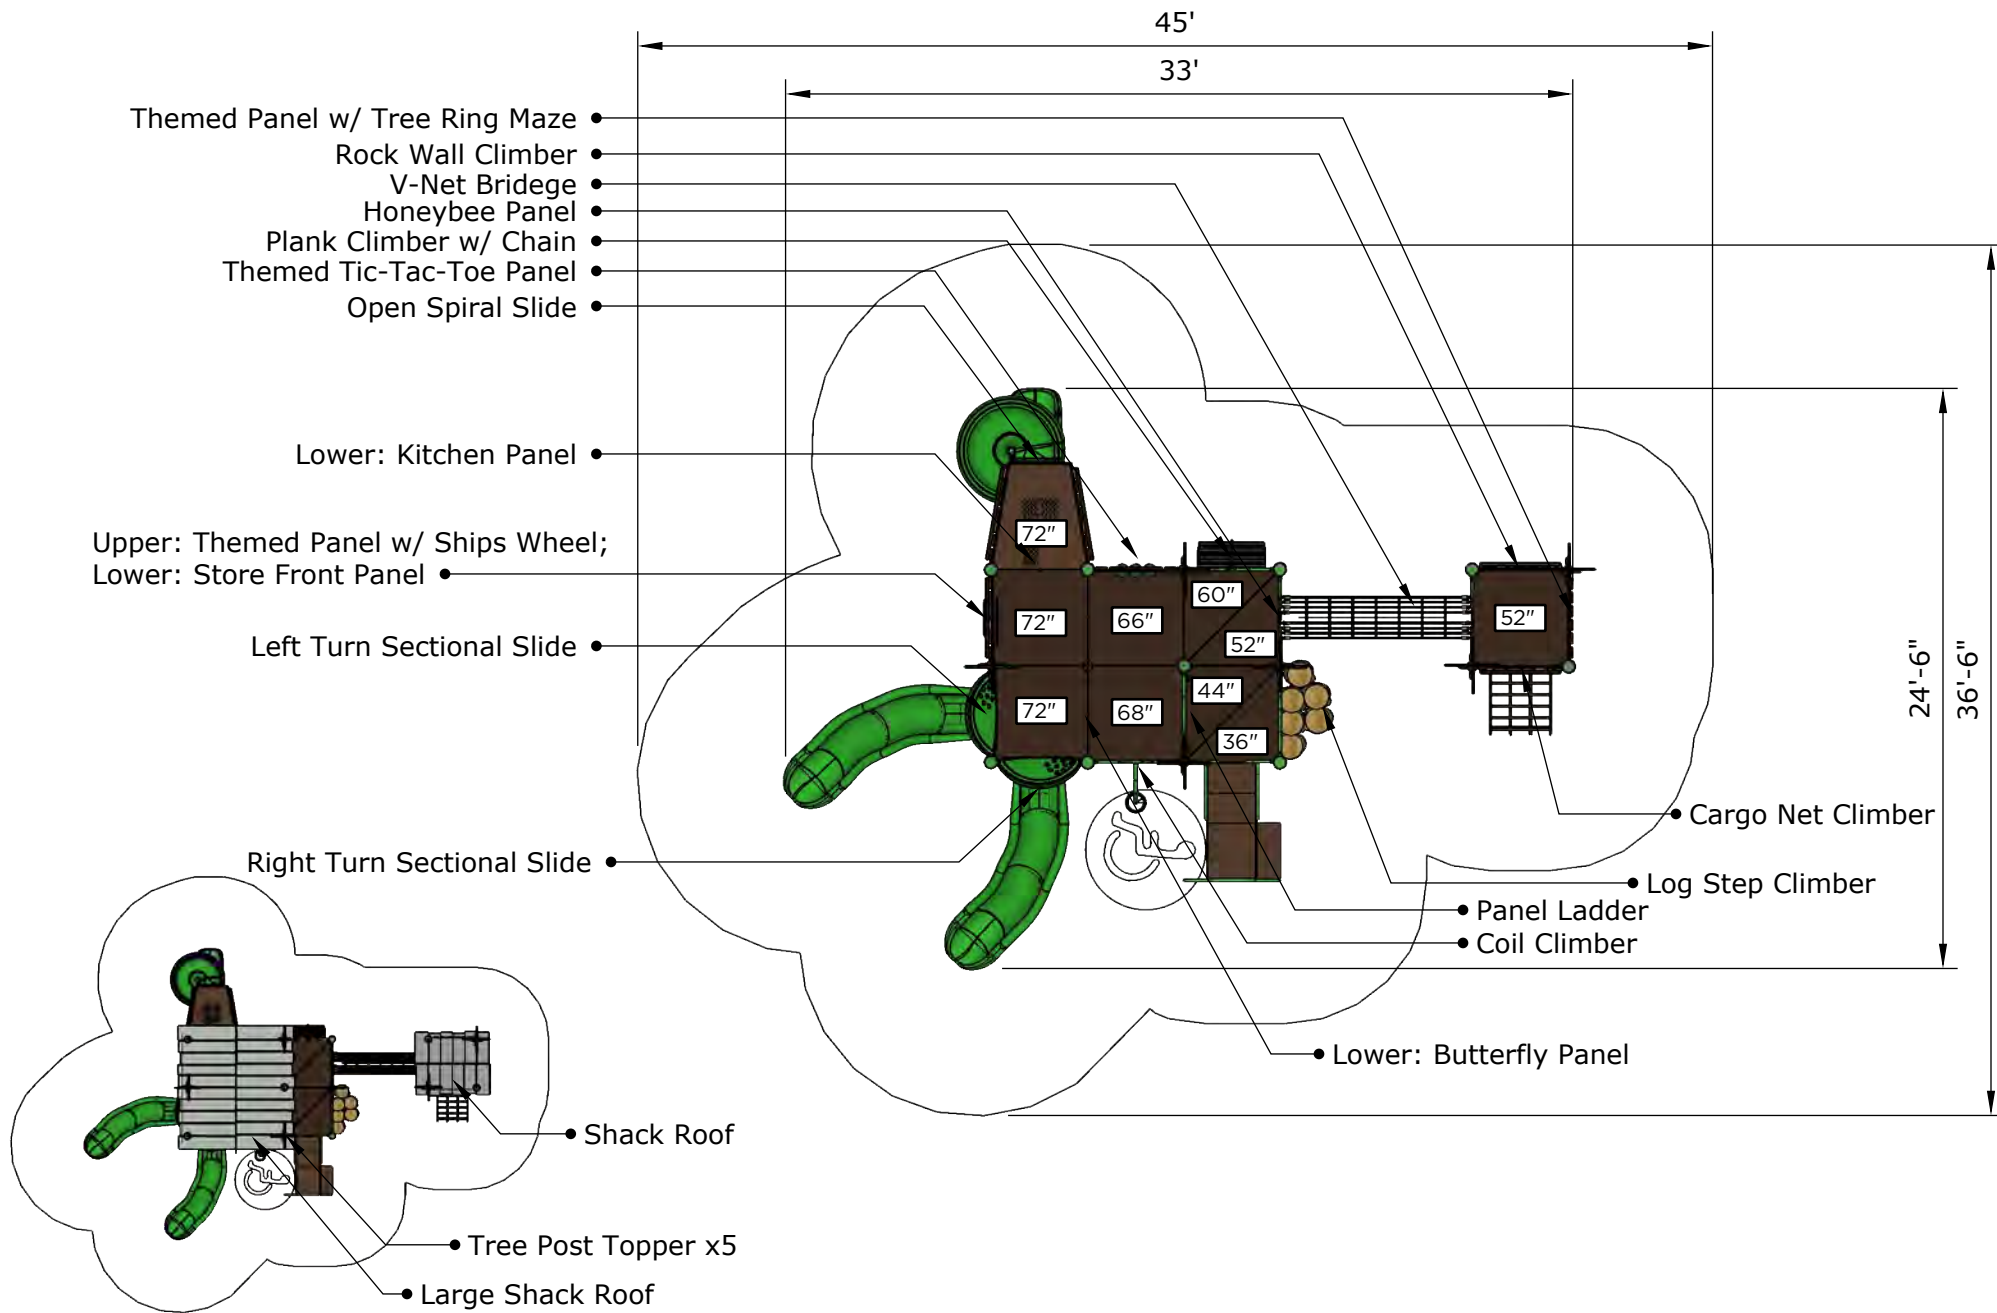 45'
33'
Themed Panel w/ Tree Ring Maze
Rock Wall Climber
V-Net Bridege
Honeybee Panel
Plank Climber w/ Chain
Themed Tic-Tac-Toe Panel
Open Spiral Slide
Lower: Kitchen Panel
Upper: Themed Panel w/ Ships Wheel;
Lower: Store Front Panel
Left Turn Sectional Slide
Right Turn Sectional Slide
72"
60"
72"
66"
52"
52"
44"
72"
68"
36"
24'-6"
36'-6"
Cargo Net Climber
Log Step Climber
Panel Ladder
Coil Climber
Lower: Butterfly Panel
Shack Roof
Tree Post Topper x5
Large Shack Roof